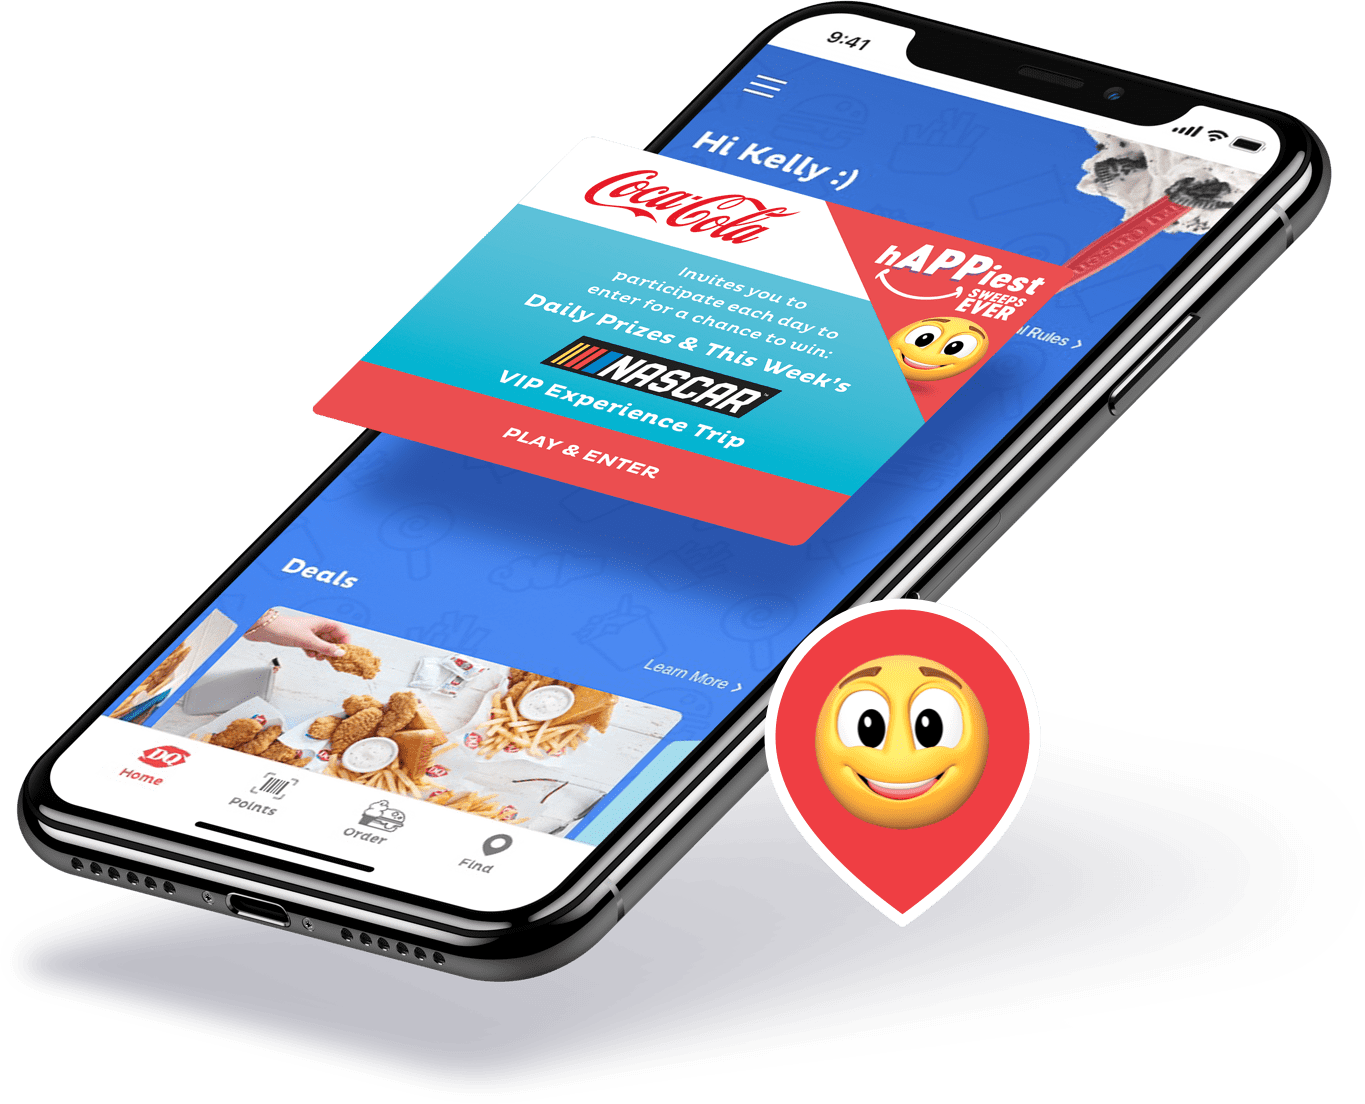 9:41
Hi Kelly :)
Coca-Cola
hAPPiest
SWEEPS
EVER
Invites you to
participate each day to
enter for a chance to win:
Daily Prizes & This Week's
NASCAR
VIP Experience Trip
PLAY & ENTER
Rules >
Deals
Learn More >
DQ
Home
Points
Order
Find